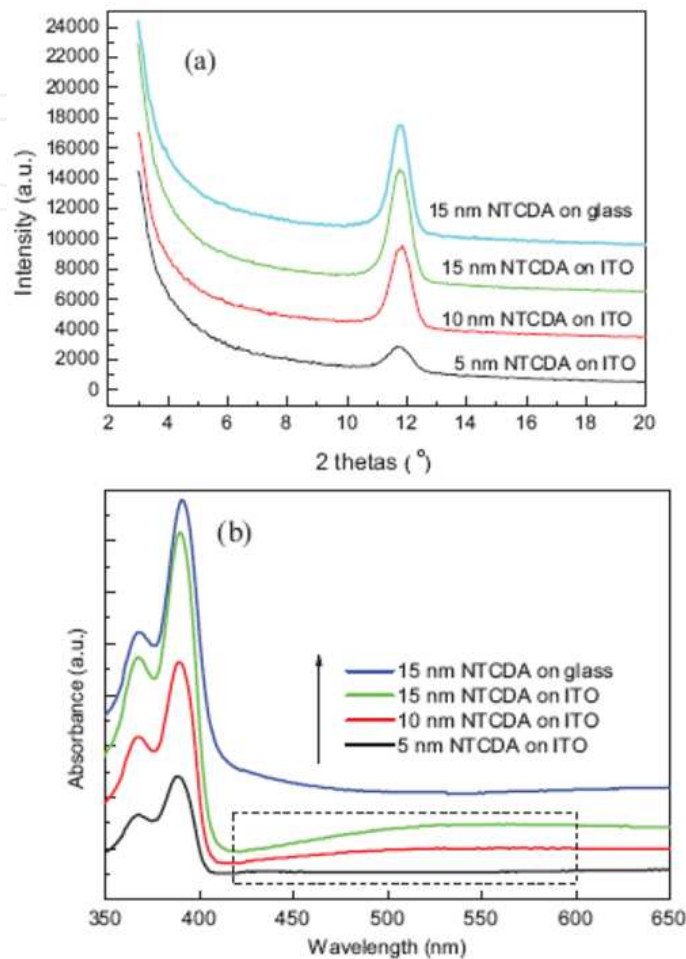 (a)
24000
22000
20000
18000
16000
14000
12000
10000
8000
6000
4000
2000
0
Intensity (a.u.)
15 nm NTCDA on glass
15 nm NTCDA on ITO
10 nm NTCDA on ITO
5 nm NTCDA on ITO
2 4 6 8 10 12 14 16 18 20
2 thetas ( °)
(b)
Absorbance (a.u.)
15 nm NTCDA on glass
15 nm NTCDA on ITO
10 nm NTCDA on ITO
5 nm NTCDA on ITO
350 400 450 500 550 600 650
Wavelength (nm)